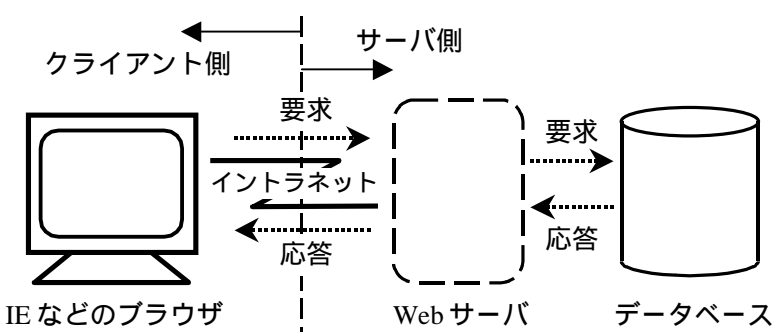 クライアント側
サーバ側
要求
イントラネット
応答
要求
応答
IE などのブラウザ
Web サーバ
データベース